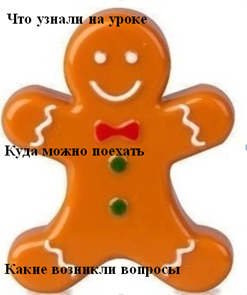 Что узнали на уроке
Куда можно поехать
Какие возникли вопросы